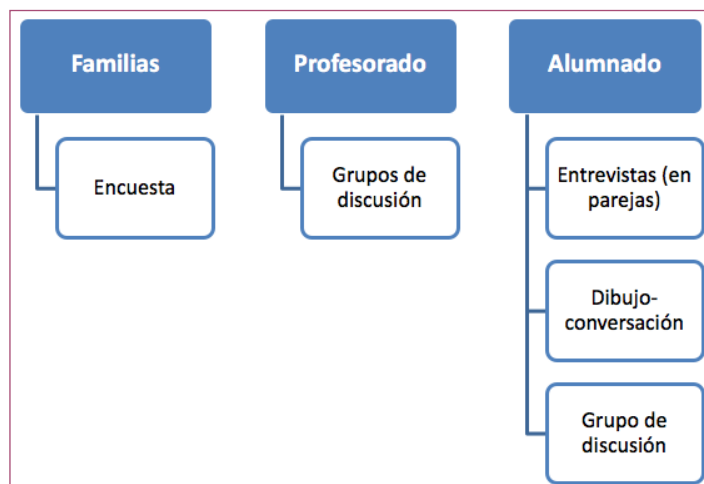 Familias
Encuesta
Profesorado
Grupos de
discusión
Alumnado
Entrevistas (en
parejas)
Dibujo-
conversación
Grupo de
discusión